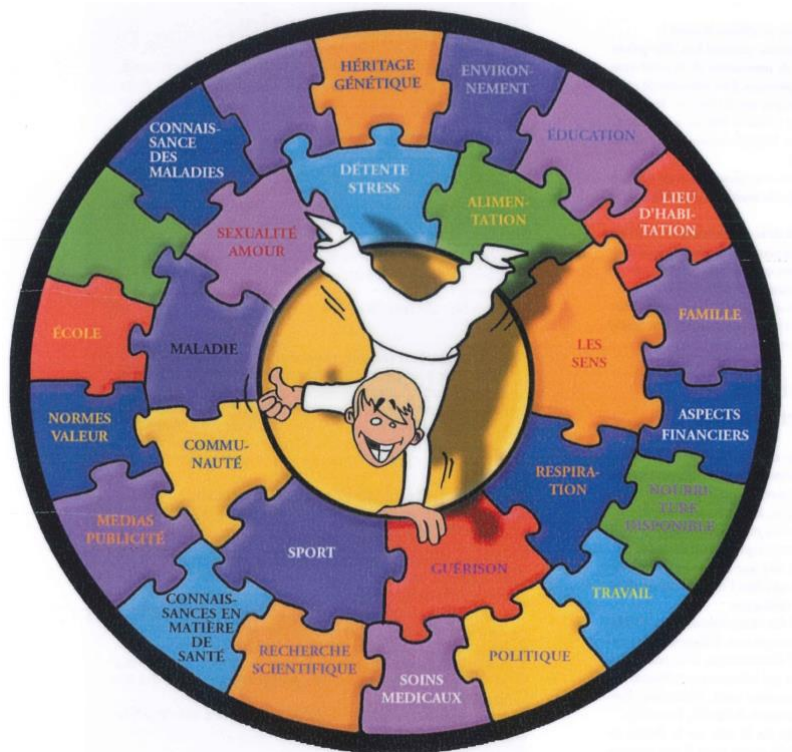 HÉRITAGE
GÉNÉTIQUE
ENVIRON-
NEMENT
ÉDUCATION
LIEU
D'HABI-
TATION
FAMILLE
ASPECTS
FINANCIERS
NOURRI-
TURE
DISPONIBLE
TRAVAIL
POLITIQUE
SOINS
MEDICAUX
RECHERCHE
SCIENTIFIQUE
CONNAIS-
SANCES EN
MATIÈRE
DE
SANTÉ
MÉDIAS
PUBLICITÉ
NORMES
VALEUR
ÉCOLE
CONNAIS-
SANCE
DES
MALADIES
DÉTENTE
STRESS
ALIMEN-
TATION
LES
SENS
RESPIRA-
TION
GUÉRISON
SPORT
COMMU-
NAUTÉ
MALADIE
SEXUALITÉ
AMOUR